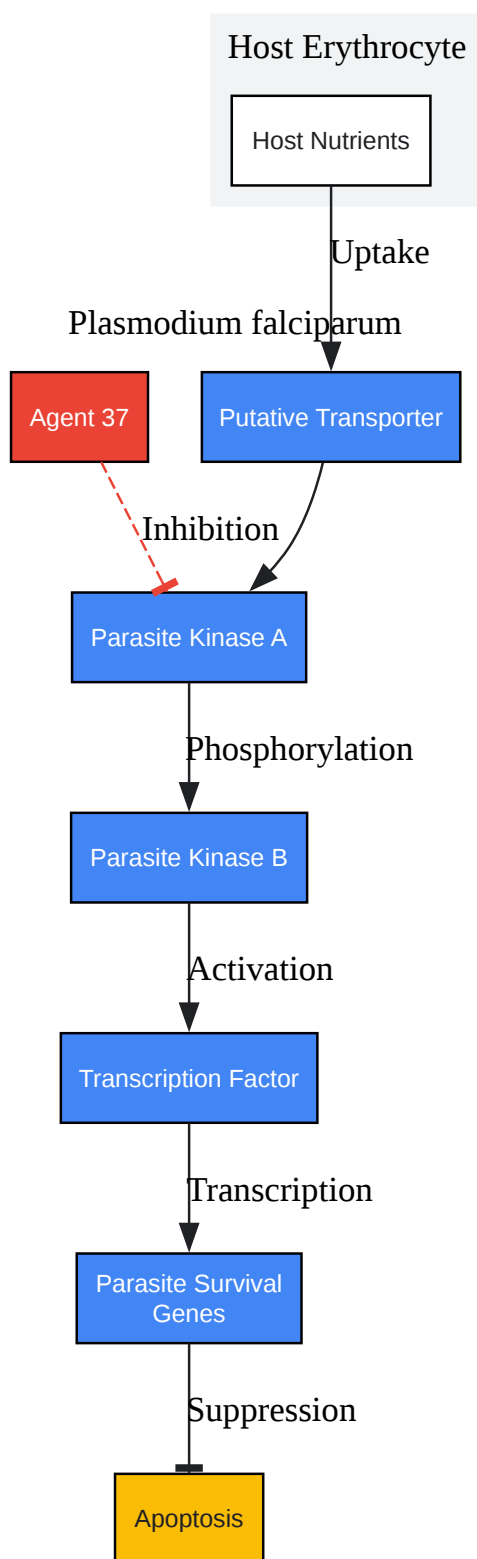 Host Erythrocyte
Host Nutrients
Uptake
Plasmodium falciparum
Agent 37
Putative Transporter
Inhibition
Parasite Kinase A
Phosphorylation
Parasite Kinase B
Activation
Transcription Factor
Transcription
Parasite Survival
Genes
Suppression
Apoptosis